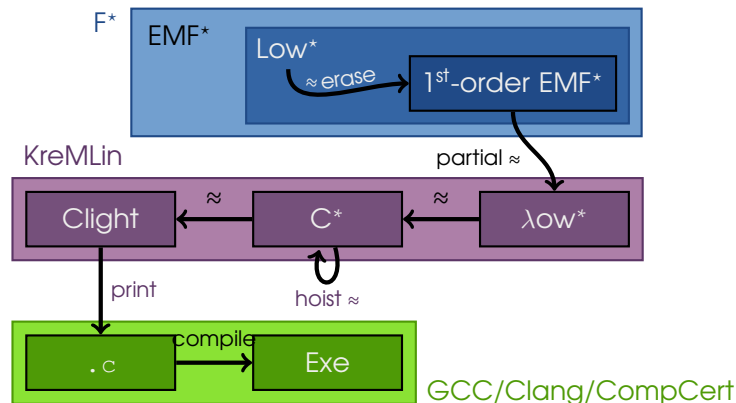 F*
EMF*
Low*
≈ erase
1st-order EMF*
partial ≈
KreMLin
Clight
≈
C*
≈
λow*
print
hoist ≈
.c
compile
Exe
GCC/Clang/CompCert